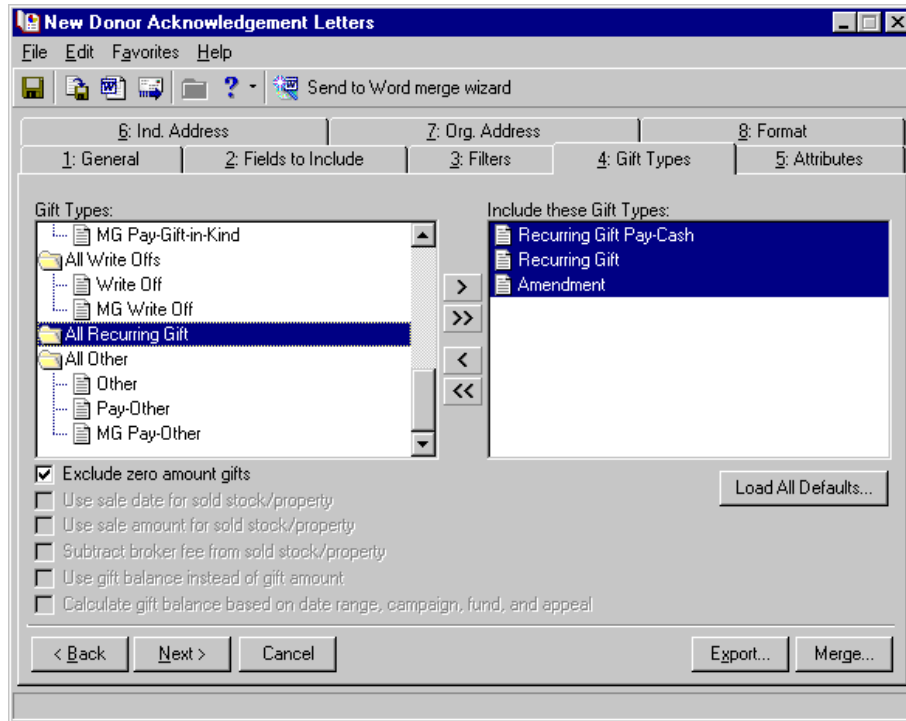 New Donor Acknowledgement Letters
File Edit Favorites Help
? Send to Word merge wizard
6: Ind. Address 7: Org. Address 8: Format
1: General 2: Fields to Include 3: Filters 4: Gift Types 5: Attributes
Gift Types: Include these Gift Types:
MG Pay-Gift-in-Kind Recurring Gift Pay-Cash
All Write Offs Recurring Gift
Write Off Amendment
MG Write Off
>
>>
All Recurring Gift
All Other
<
Other
<<
Pay-Other
MG Pay-Other
Exclude zero amount gifts
Load All Defaults...
Use sale date for sold stock/property
Use sale amount for sold stock/property
Subtract broker fee from sold stock/property
Use gift balance instead of gift amount
Calculate gift balance based on date range, campaign, fund, and appeal
< Back Next > Cancel Export... Merge...